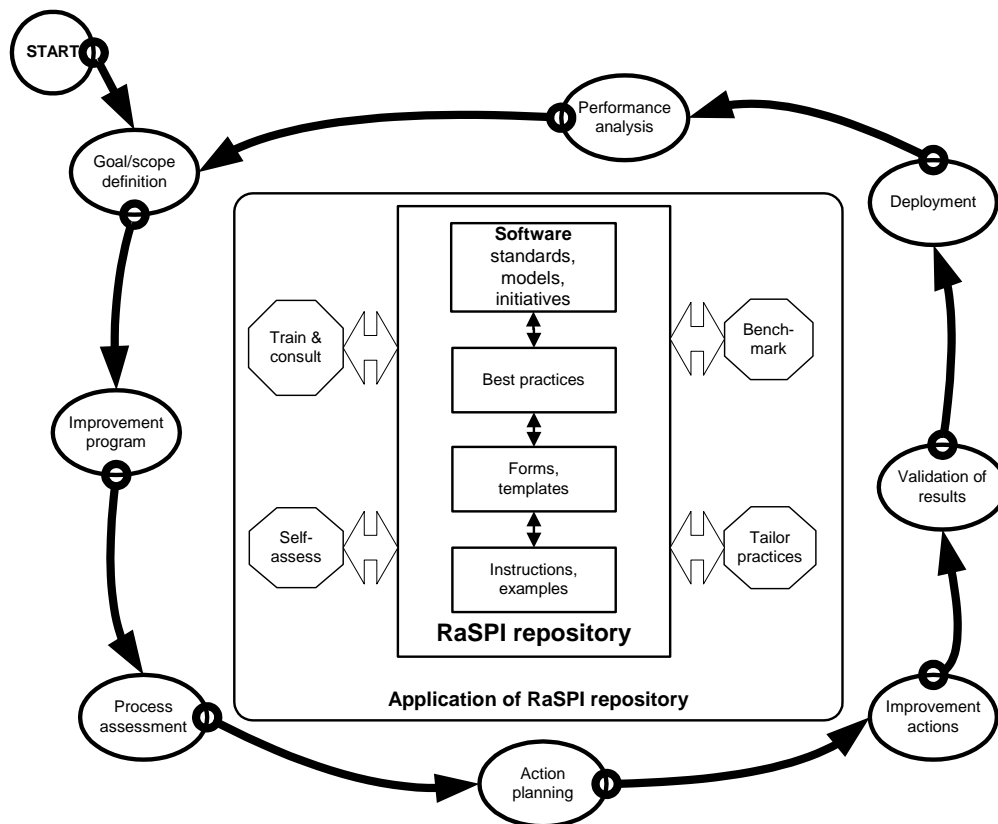 START
Performance
analysis
Goal/scope
definition
Deployment
Software
standards,
models,
initiatives
Train &
consult
Bench-
mark
Best practices
Improvement
program
Forms,
templates
Validation of
results
Self-
assess
Tailor
practices
Instructions,
examples
RaSPI repository
Application of RaSPI repository
Process
assessment
Improvement
actions
Action
planning